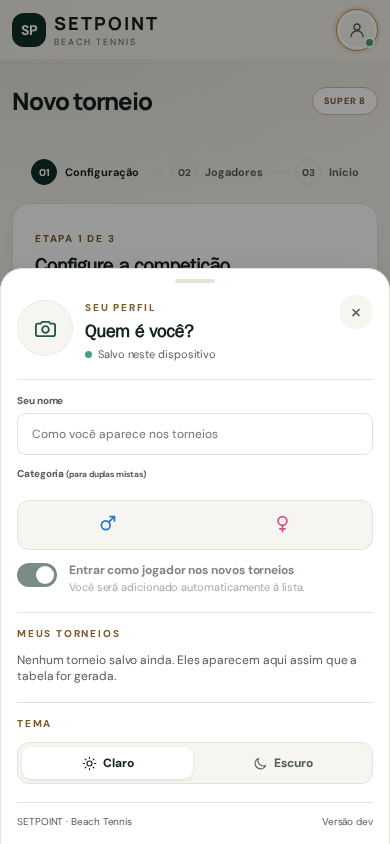 SP
SETPOINT
BEACH TENNIS
Novo torneio
SUPER 8
01 Configuração
02 Jogadores
03 Início
ETAPA 1 DE 3
Configure a competição
SEU PERFIL
Quem é você?
Salvo neste dispositivo
Seu nome
Como você aparece nos torneios
Categoria (para duplas mistas)
♂ ♀
Entrar como jogador nos novos torneios
Você será adicionado automaticamente à lista.
MEUS TORNEIOS
Nenhum torneio salvo ainda. Eles aparecem aqui assim que a
tabela for gerada.
TEMA
Claro
Escuro
SETPOINT · Beach Tennis
Versão dev